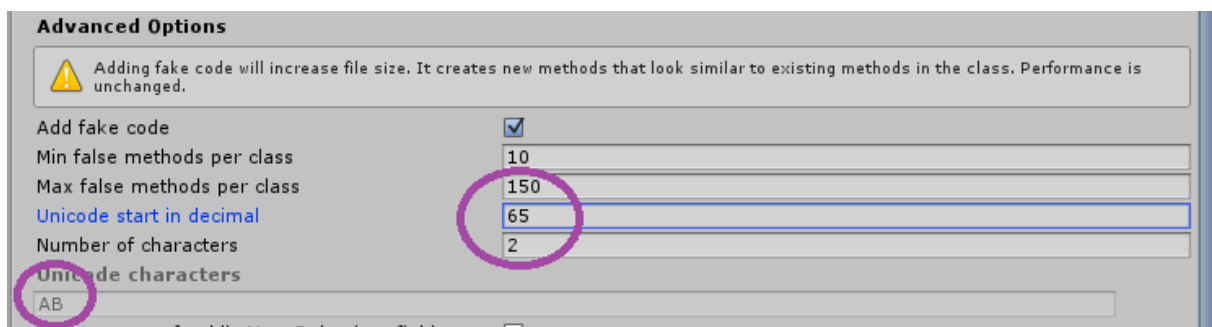 Advanced Options
Adding fake code will increase file size. It creates new methods that look similar to existing methods in the class. Performance is
unchanged.
Add fake code
Min false methods per class 10
Max false methods per class 150
Unicode start in decimal 65
Number of characters 2
Unicode characters
AB